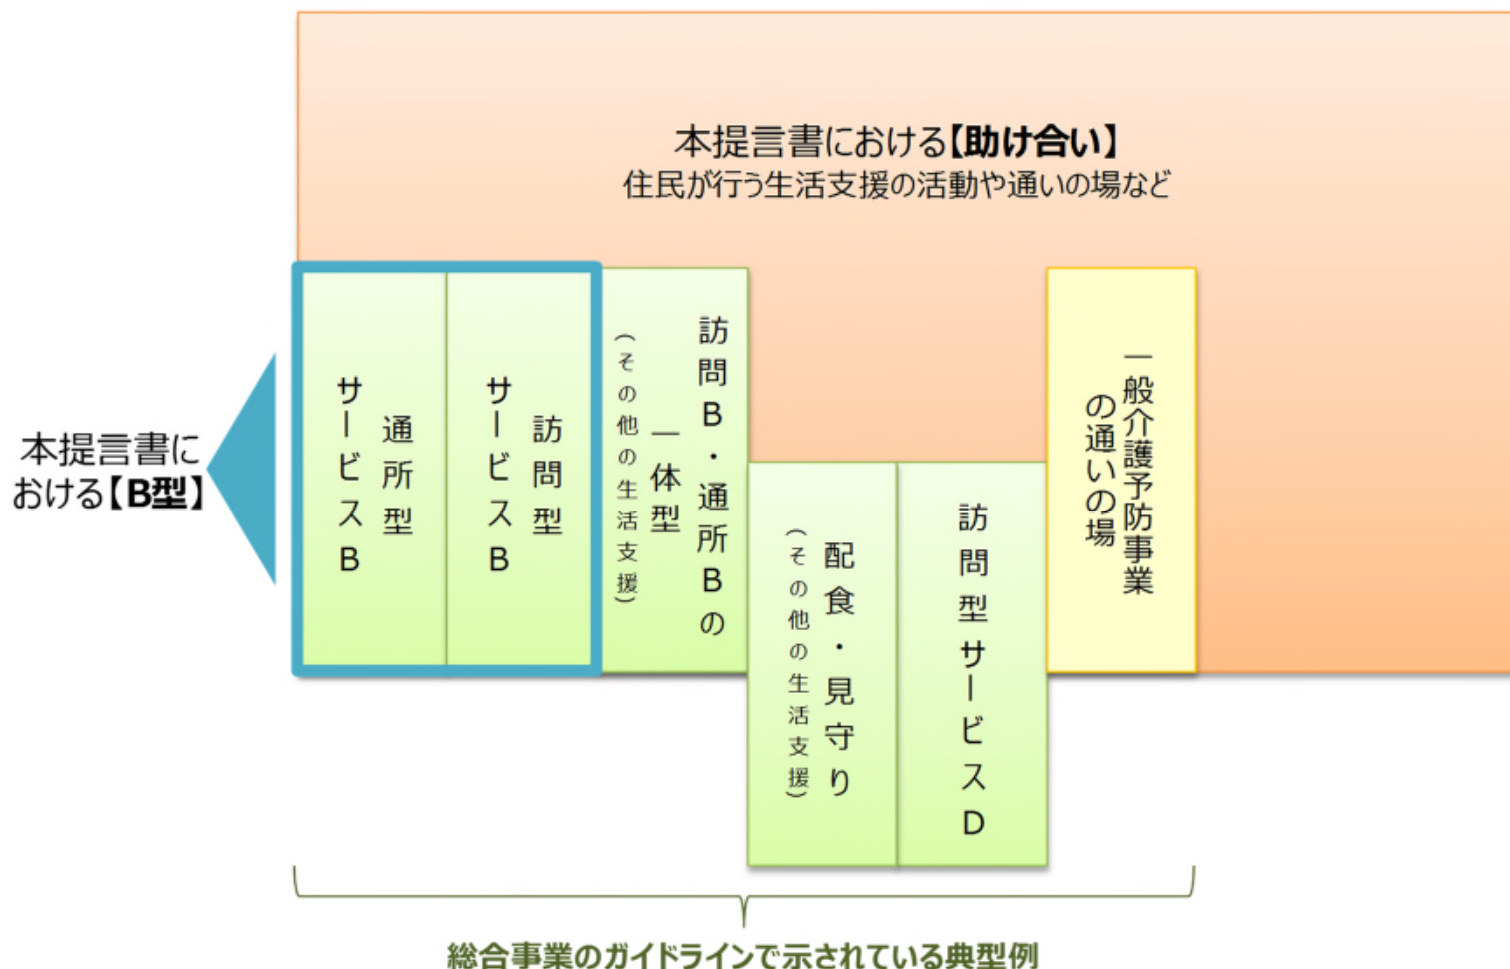 本提言書における【助け合い】
住民が行う生活支援の活動や通いの場など
本提言書に
おける【B型】
通所型
サービスB
訪問型
サービスB
訪問B・通所Bの
一体型
（その他の生活支援）
配食・見守り
（その他の生活支援）
訪問型サービスD
一般介護予防事業
の通いの場
総合事業のガイドラインで示されている典型例